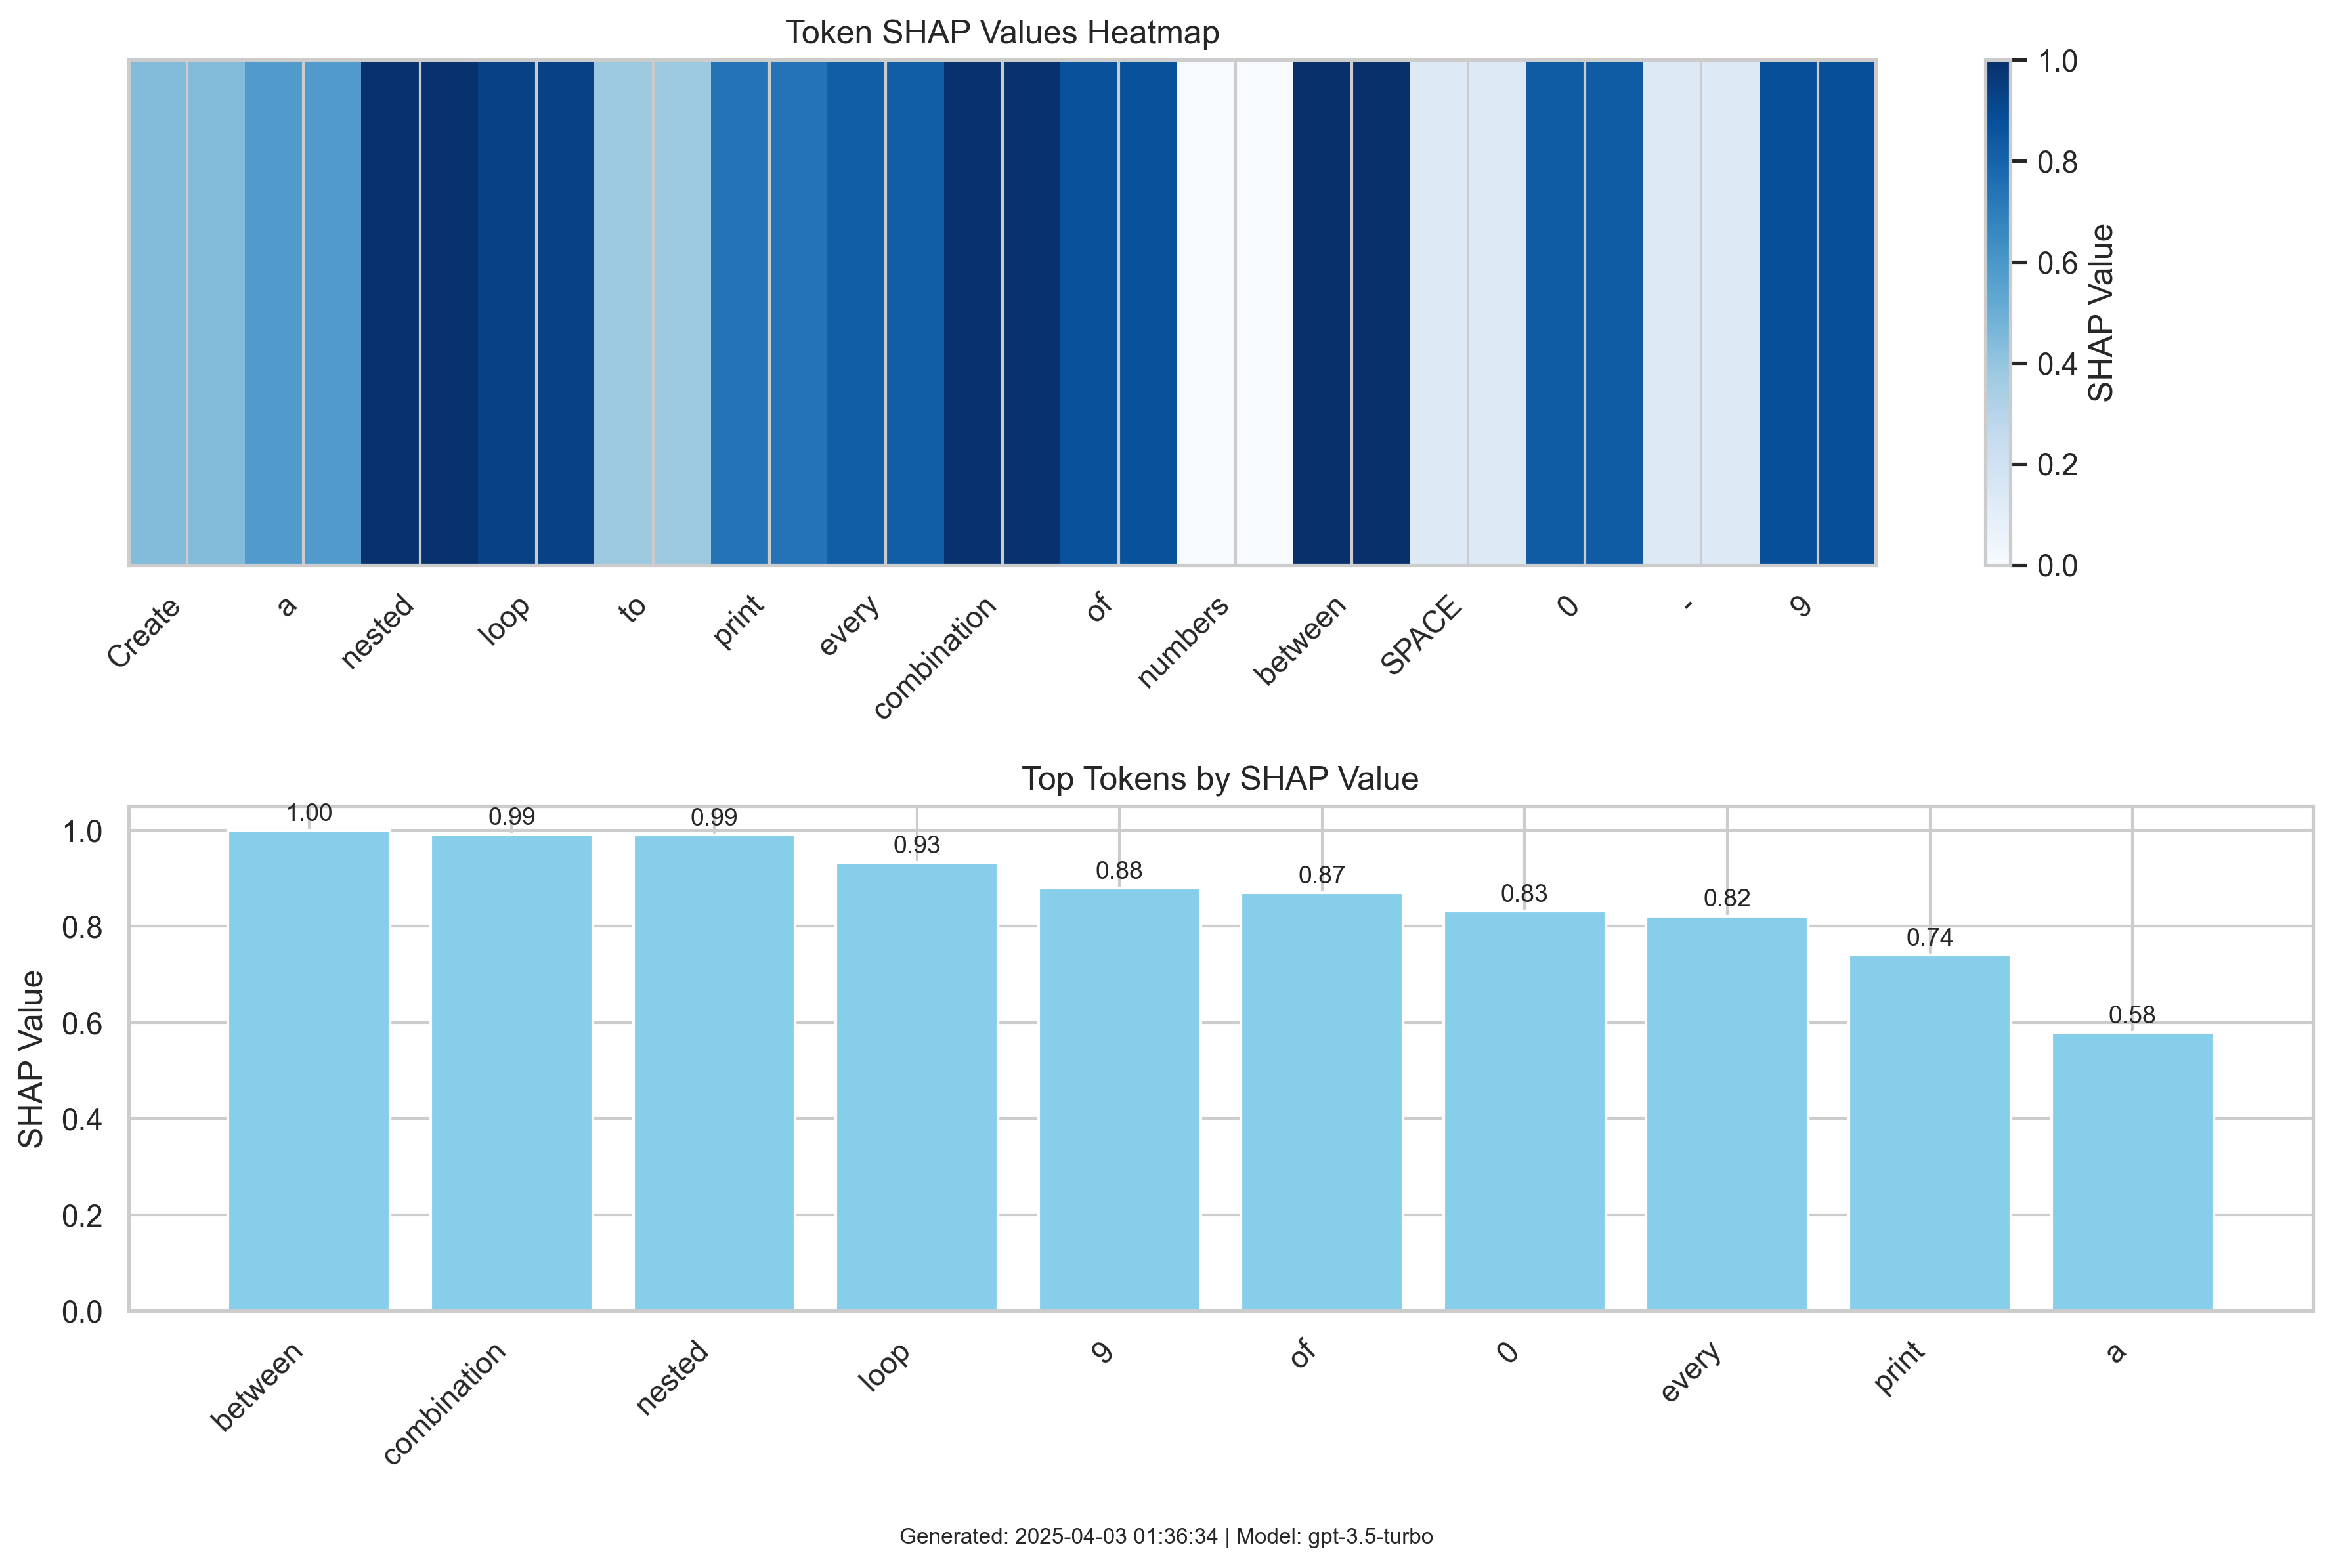 Token SHAP Values Heatmap
1.0
0.8
0.6
0.4
0.2
0.0
SHAP Value
Create
a
nested
loop
to
print
every
combination
of
numbers
between
SPACE
0
-
9
Top Tokens by SHAP Value
SHAP Value
1.0
0.8
0.6
0.4
0.2
0.0
1.00
0.99
0.99
0.93
0.88
0.87
0.83
0.82
0.74
0.58
between
combination
nested
loop
9
of
0
every
print
a
Generated: 2025-04-03 01:36:34 | Model: gpt-3.5-turbo